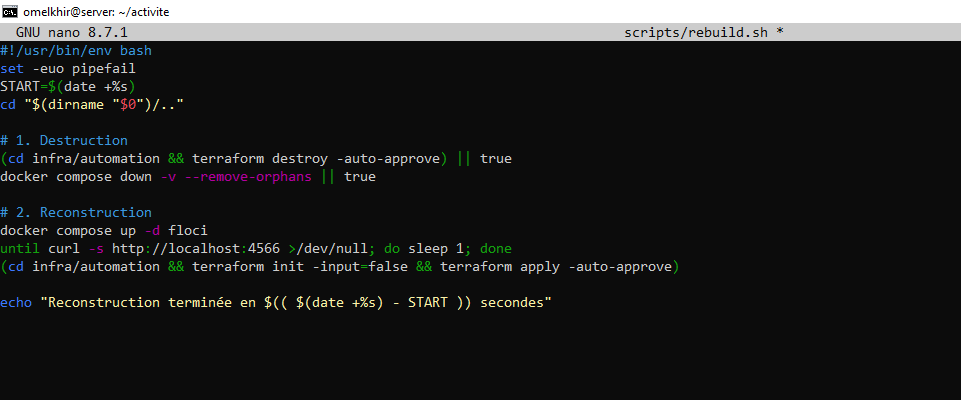 omelkhir@server: ~/activite
GNU nano 8.7.1 scripts/rebuild.sh *
#!/usr/bin/env bash
set -euo pipefail
START=$(date +%s)
cd "$(dirname "$0")/.."
# 1. Destruction
(cd infra/automation && terraform destroy -auto-approve) || true
docker compose down -v --remove-orphans || true
# 2. Reconstruction
docker compose up -d floci
until curl -s http://localhost:4566 >/dev/null; do sleep 1; done
(cd infra/automation && terraform init -input=false && terraform apply -auto-approve)
echo "Reconstruction terminée en $(( $(date +%s) - START )) secondes"